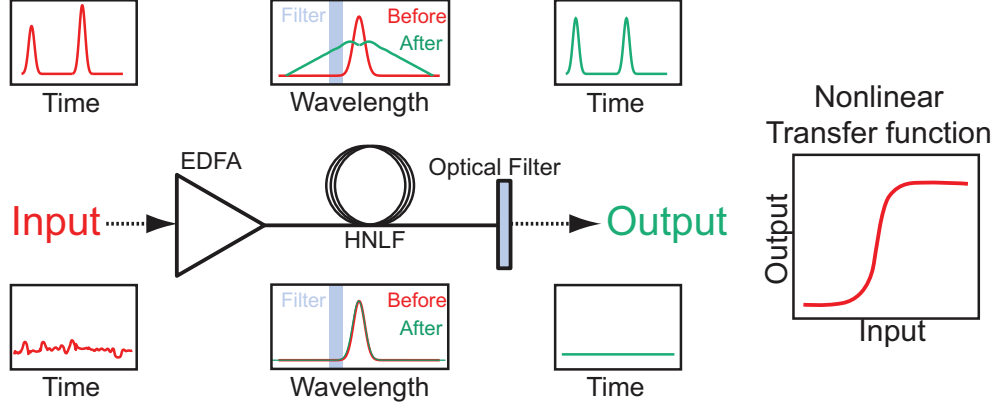 Filter
Before
After
Time
Wavelength
Time
Nonlinear
Transfer function
EDFA
Optical Filter
Input
HNLF
Output
Output
Input
Filter
Before
After
Time
Wavelength
Time